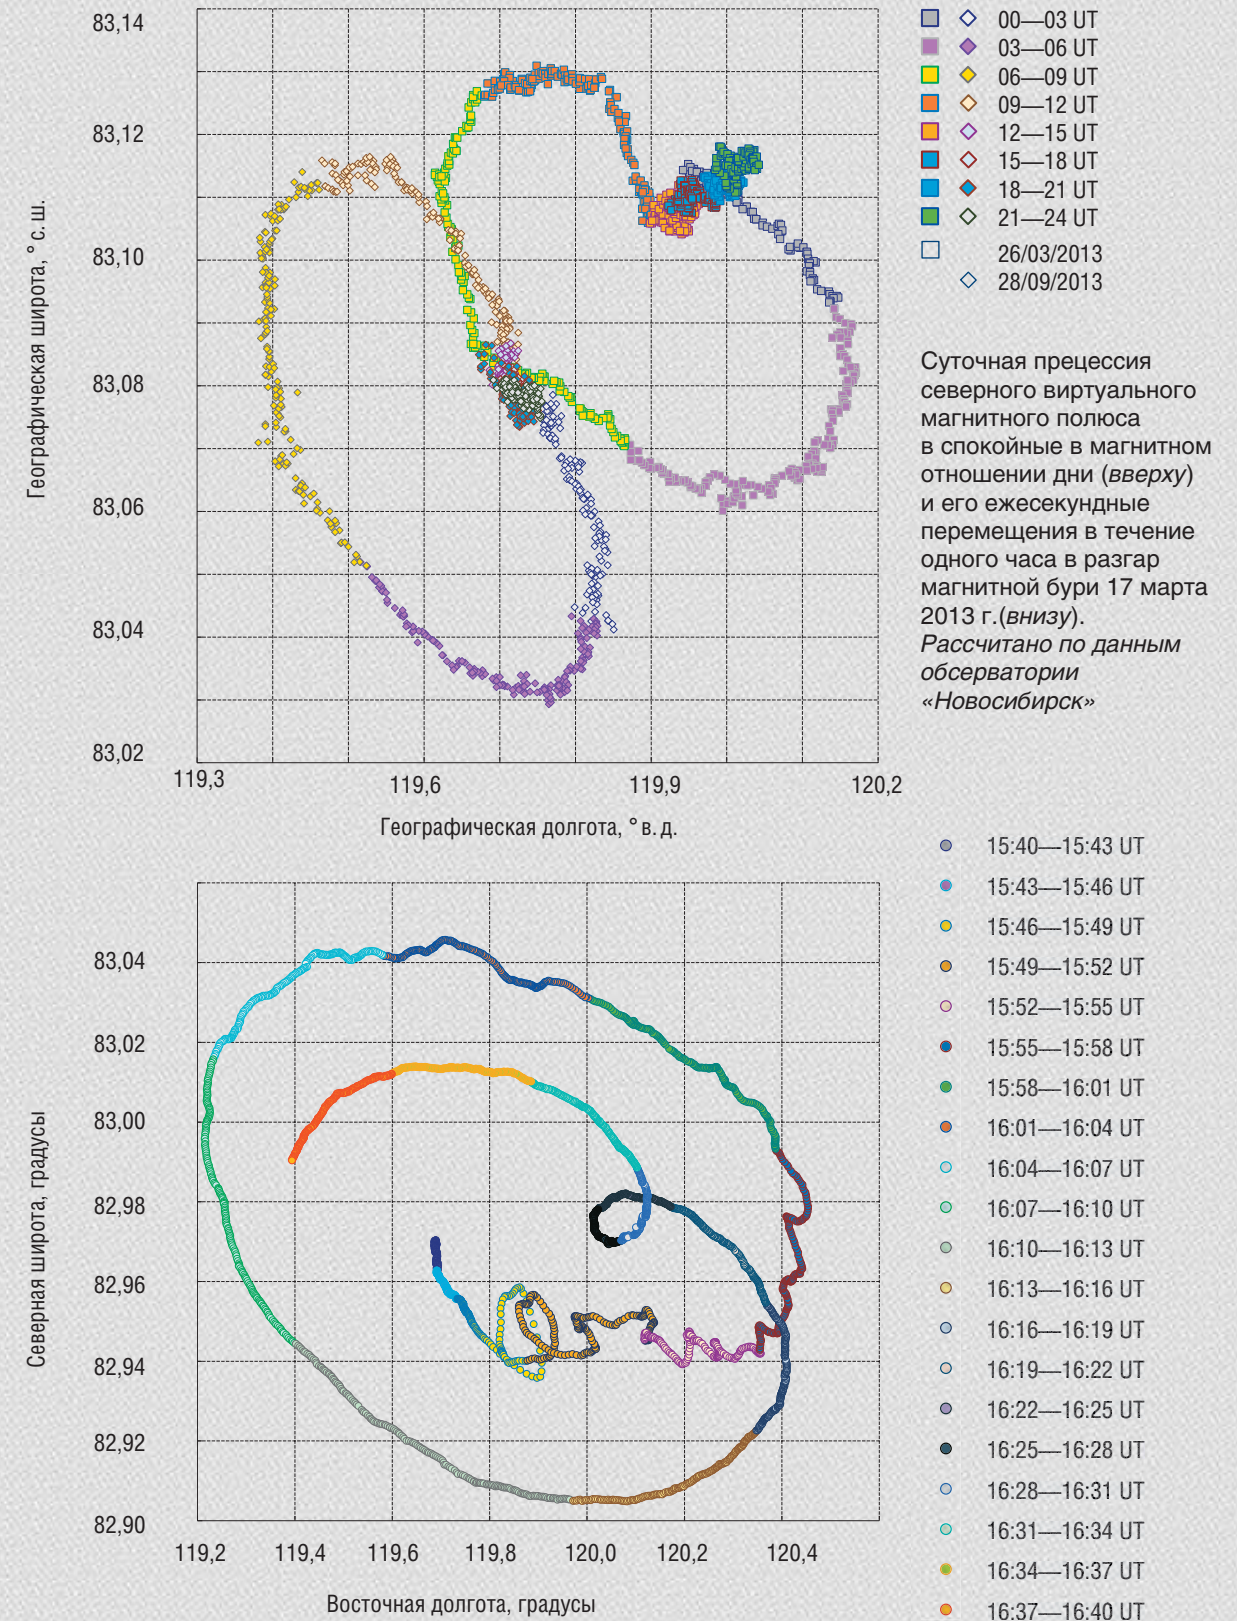 83,14
83,12
83,10
83,08
83,06
83,04
83,02
Географическая широта, ° с. ш.
119,3
119,6
119,9
120,2
Географическая долгота, ° в. д.
00—03 UT
03—06 UT
06—09 UT
09—12 UT
12—15 UT
15—18 UT
18—21 UT
21—24 UT
26/03/2013
28/09/2013
Суточная прецессия
северного виртуального
магнитного полюса
в спокойные в магнитном
отношении дни (вверху)
и его ежесекундные
перемещения в течение
одного часа в разгар
магнитной бури 17 марта
2013 г.(внизу).
Рассчитано по данным
обсерватории
«Новосибирск»
83,04
83,02
83,00
82,98
82,96
82,94
82,92
82,90
Северная широта, градусы
119,2
119,4
119,6
119,8
120,0
120,2
120,4
Восточная долгота, градусы
15:40—15:43 UT
15:43—15:46 UT
15:46—15:49 UT
15:49—15:52 UT
15:52—15:55 UT
15:55—15:58 UT
15:58—16:01 UT
16:01—16:04 UT
16:04—16:07 UT
16:07—16:10 UT
16:10—16:13 UT
16:13—16:16 UT
16:16—16:19 UT
16:19—16:22 UT
16:22—16:25 UT
16:25—16:28 UT
16:28—16:31 UT
16:31—16:34 UT
16:34—16:37 UT
16:37—16:40 UT